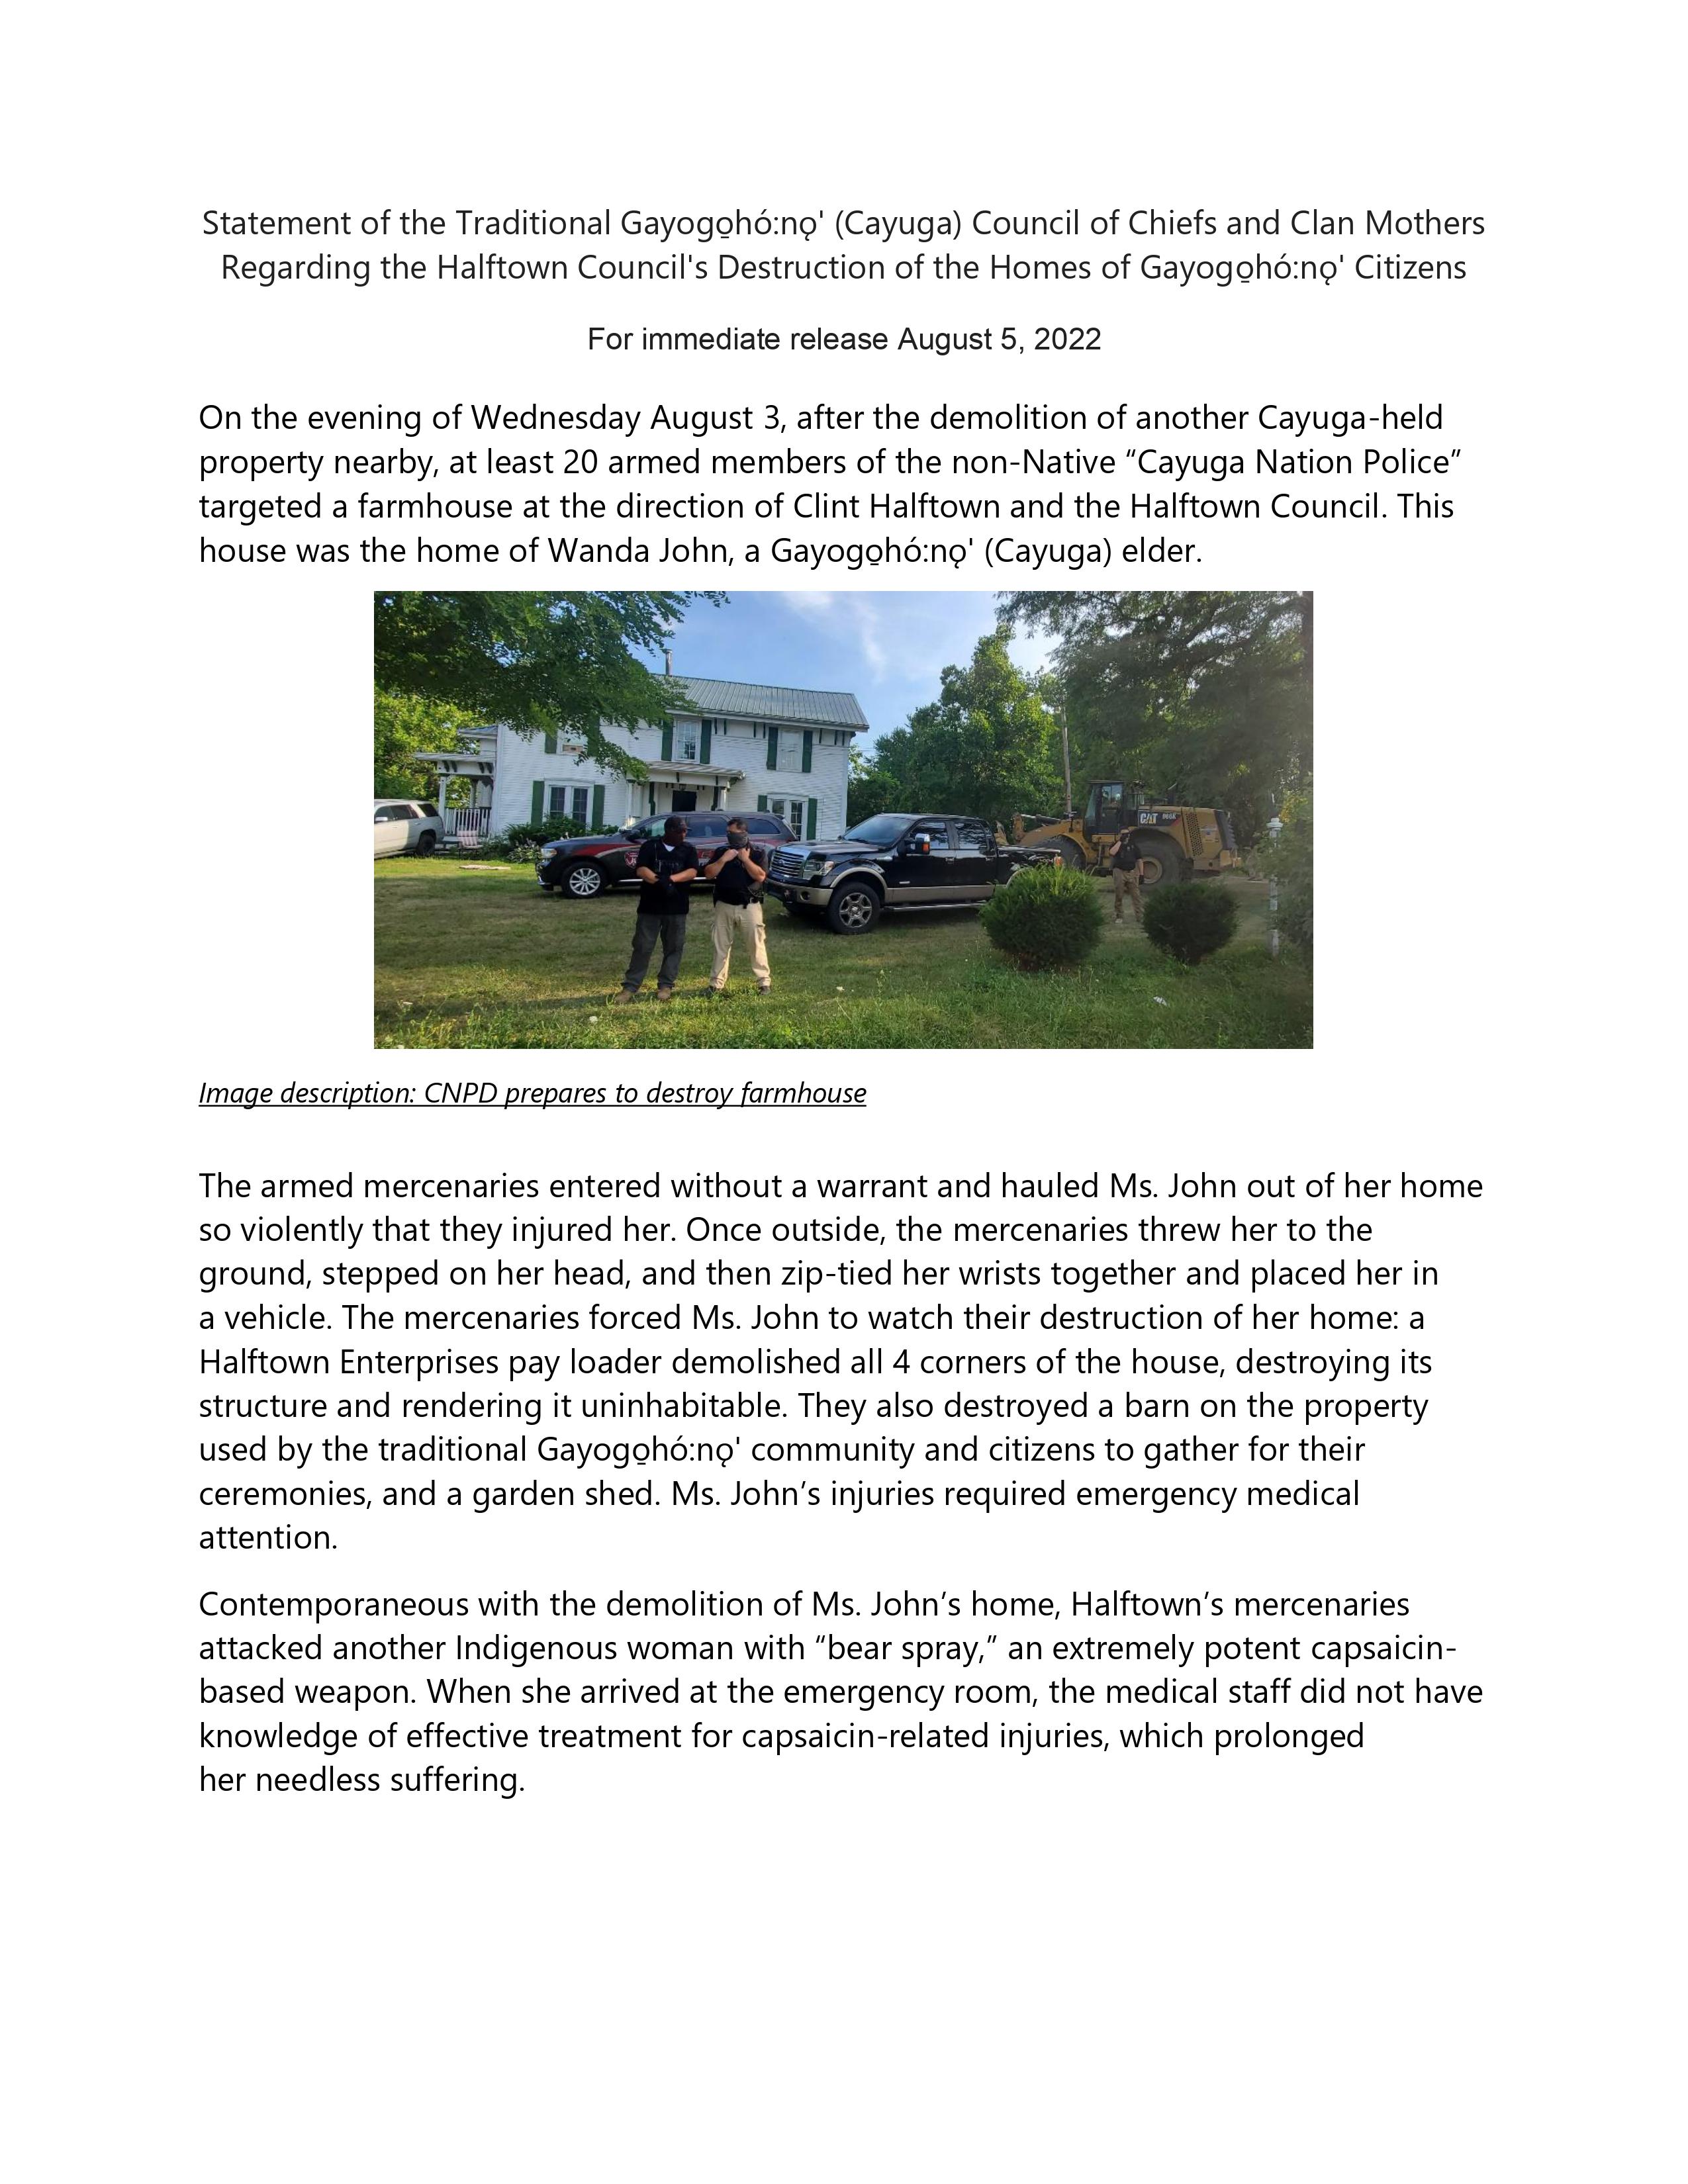 Statement of the Traditional Gayogo̱hó:nǫ' (Cayuga) Council of Chiefs and Clan Mothers
Regarding the Halftown Council's Destruction of the Homes of Gayogo̱hó:nǫ' Citizens
For immediate release August 5, 2022
On the evening of Wednesday August 3, after the demolition of another Cayuga-held
property nearby, at least 20 armed members of the non-Native “Cayuga Nation Police”
targeted a farmhouse at the direction of Clint Halftown and the Halftown Council. This
house was the home of Wanda John, a Gayogo̱hó:nǫ' (Cayuga) elder.
CAT
Image description: CNPD prepares to destroy farmhouse
The armed mercenaries entered without a warrant and hauled Ms. John out of her home
so violently that they injured her. Once outside, the mercenaries threw her to the
ground, stepped on her head, and then zip-tied her wrists together and placed her in
a vehicle. The mercenaries forced Ms. John to watch their destruction of her home: a
Halftown Enterprises pay loader demolished all 4 corners of the house, destroying its
structure and rendering it uninhabitable. They also destroyed a barn on the property
used by the traditional Gayogo̱hó:nǫ' community and citizens to gather for their
ceremonies, and a garden shed. Ms. John’s injuries required emergency medical
attention.
Contemporaneous with the demolition of Ms. John’s home, Halftown’s mercenaries
attacked another Indigenous woman with “bear spray,” an extremely potent capsaicin-
based weapon. When she arrived at the emergency room, the medical staff did not have
knowledge of effective treatment for capsaicin-related injuries, which prolonged
her needless suffering.